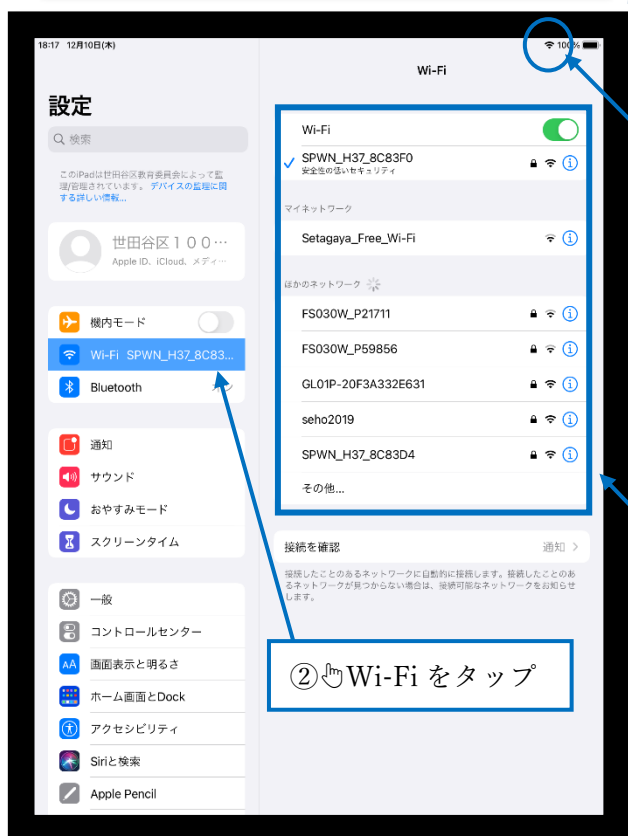 18:17 12月10日(木)
100%
設定
検索
このiPadは世田谷区教育委員会によって監
理/管理されています。デバイスの監理に関
する詳しい情報...
世田谷区１００…
Apple ID、iCloud、メディ…
機内モード
Wi-Fi SPWN_H37_8C83...
Bluetooth
通知
サウンド
おやすみモード
スクリーンタイム
一般
コントロールセンター
AA 画面表示と明るさ
ホーム画面とDock
アクセシビリティ
Siriと検索
Apple Pencil
Wi-Fi
Wi-Fi
SPWN_H37_8C83F0
安全性の低いセキュリティ
マイネットワーク
Setagaya_Free_Wi-Fi
ほかのネットワーク
FS030W_P21711
FS030W_P59856
GL01P-20F3A332E631
seho2019
SPWN_H37_8C83D4
その他...
接続を確認 通知
接続したことのあるネットワークに自動的に接続します。接続したことのあ
るネットワークが見つからない場合は、接続可能なネットワークをお知らせ
します。
②Wi-Fi をタップ